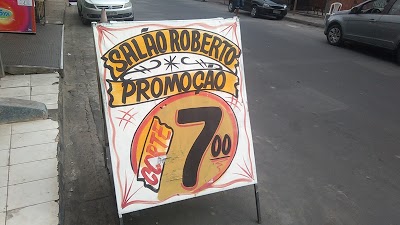 SALÃO ROBERTO
PROMOÇÃO
CORTE
7,00